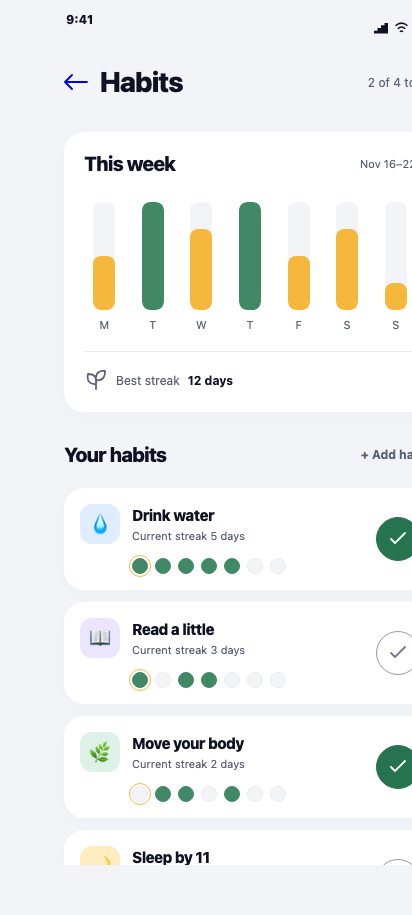 9:41
Habits
2 of 4 to
This week
Nov 16–22
M T W T F S S
Best streak 12 days
Your habits
+ Add ha
Drink water
Current streak 5 days
Read a little
Current streak 3 days
Move your body
Current streak 2 days
Sleep by 11